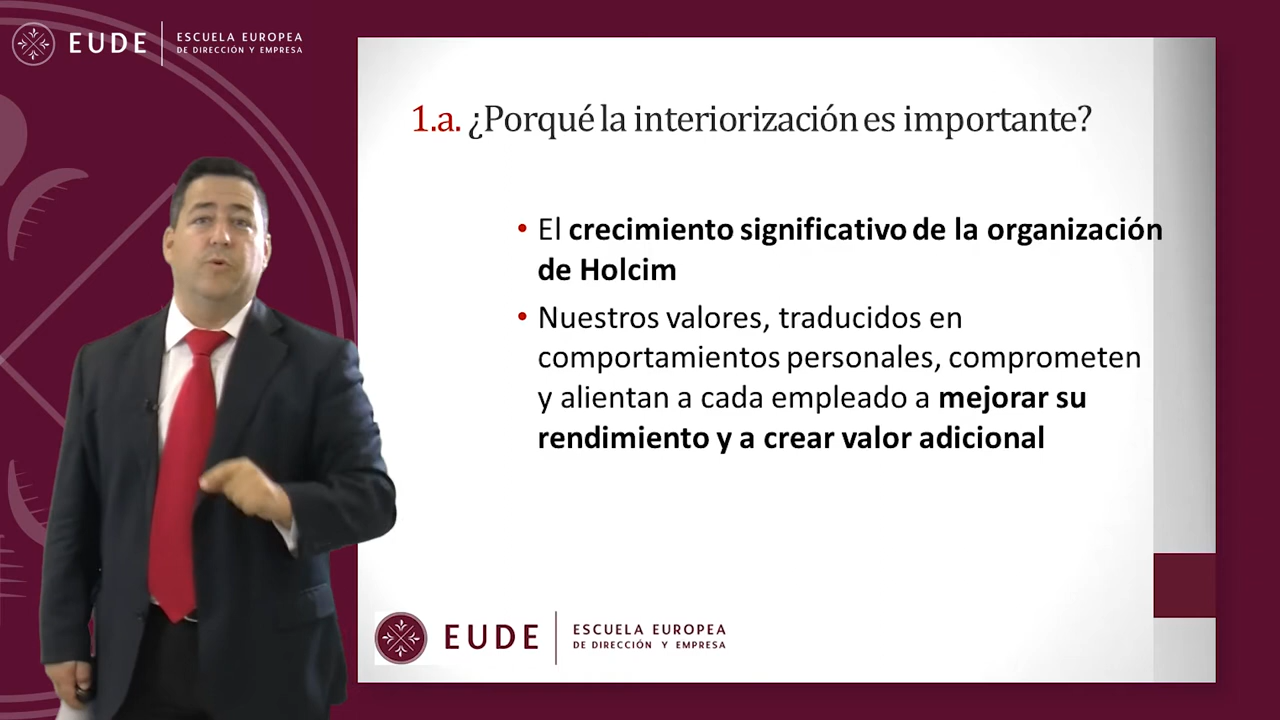 EUDE
ESCUELA EUROPEA
DE DIRECCIÓN Y EMPRESA
1.a. ¿Porqué la interiorización es importante?
• El crecimiento significativo de la organización
de Holcim
• Nuestros valores, traducidos en
comportamientos personales, comprometen
y alientan a cada empleado a mejorar su
rendimiento y a crear valor adicional
EUDE
ESCUELA EUROPEA
DE DIRECCIÓN Y EMPRESA